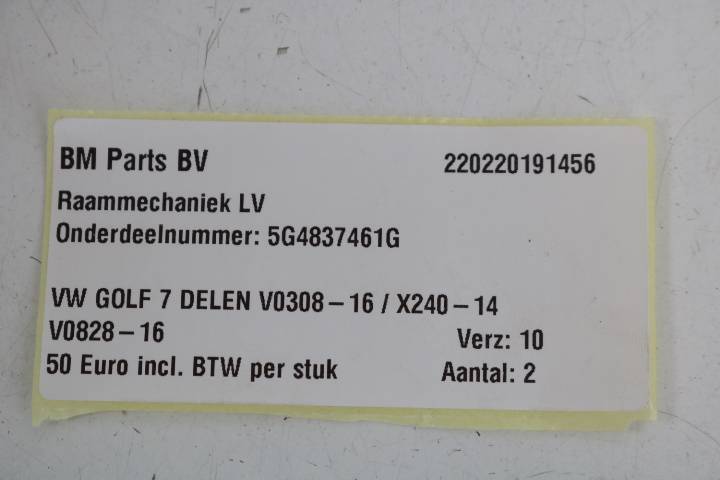 BM Parts BV 220220191456
Raammechaniek LV
Onderdeelnummer: 5G4837461G
VW GOLF 7 DELEN V0308-16 / X240-14
V0828-16 Verz: 10
50 Euro incl. BTW per stuk Aantal: 2